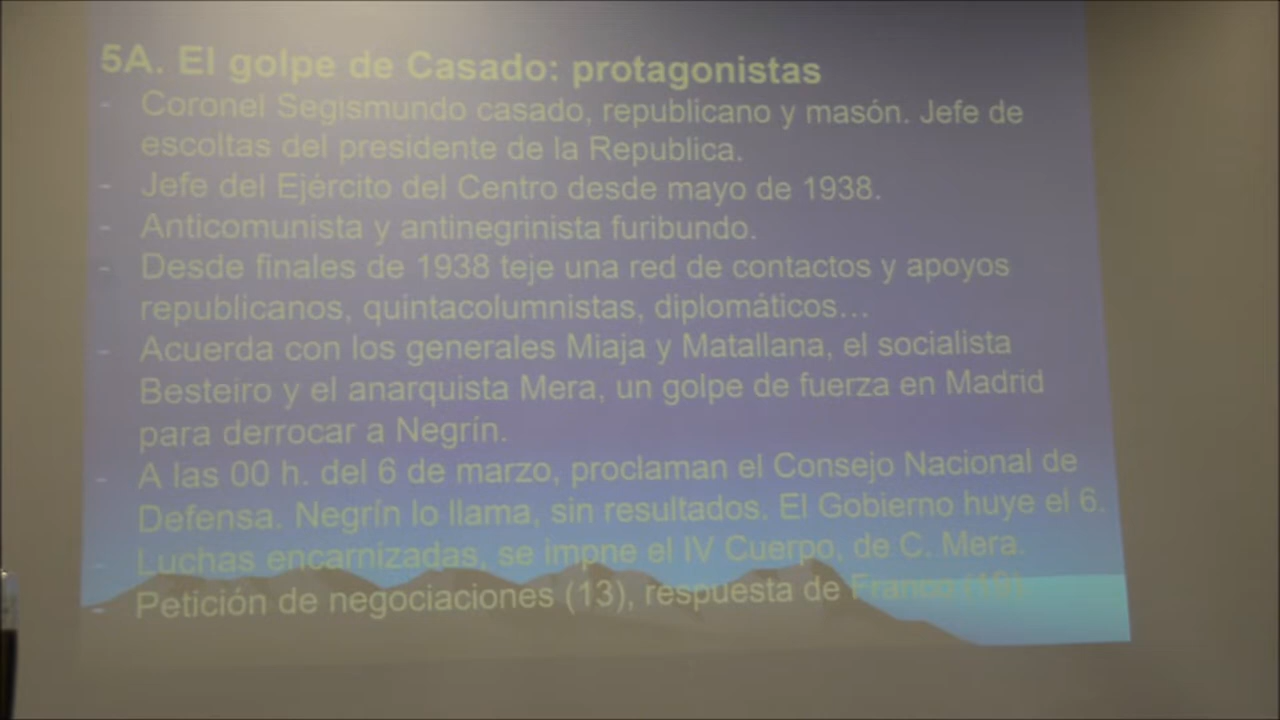 5A. El golpe de Casado: protagonistas
- Coronel Segismundo casado, republicano y masón. Jefe de
escoltas del presidente de la Republica.
- Jefe del Ejército del Centro desde mayo de 1938.
- Anticomunista y antinegrinista furibundo.
- Desde finales de 1938 teje una red de contactos y apoyos
republicanos, quintacolumnistas, diplomáticos...
- Acuerda con los generales Miaja y Matallana, el socialista
Besteiro y el anarquista Mera, un golpe de fuerza en Madrid
para derrocar a Negrín.
- A las 00 h. del 6 de marzo, proclaman el Consejo Nacional de
Defensa. Negrín lo llama, sin resultados. El Gobierno huye el 6.
- Luchas encarnizadas, se impne el IV Cuerpo, de C. Mera.
- Petición de negociaciones (13), respuesta de Franco